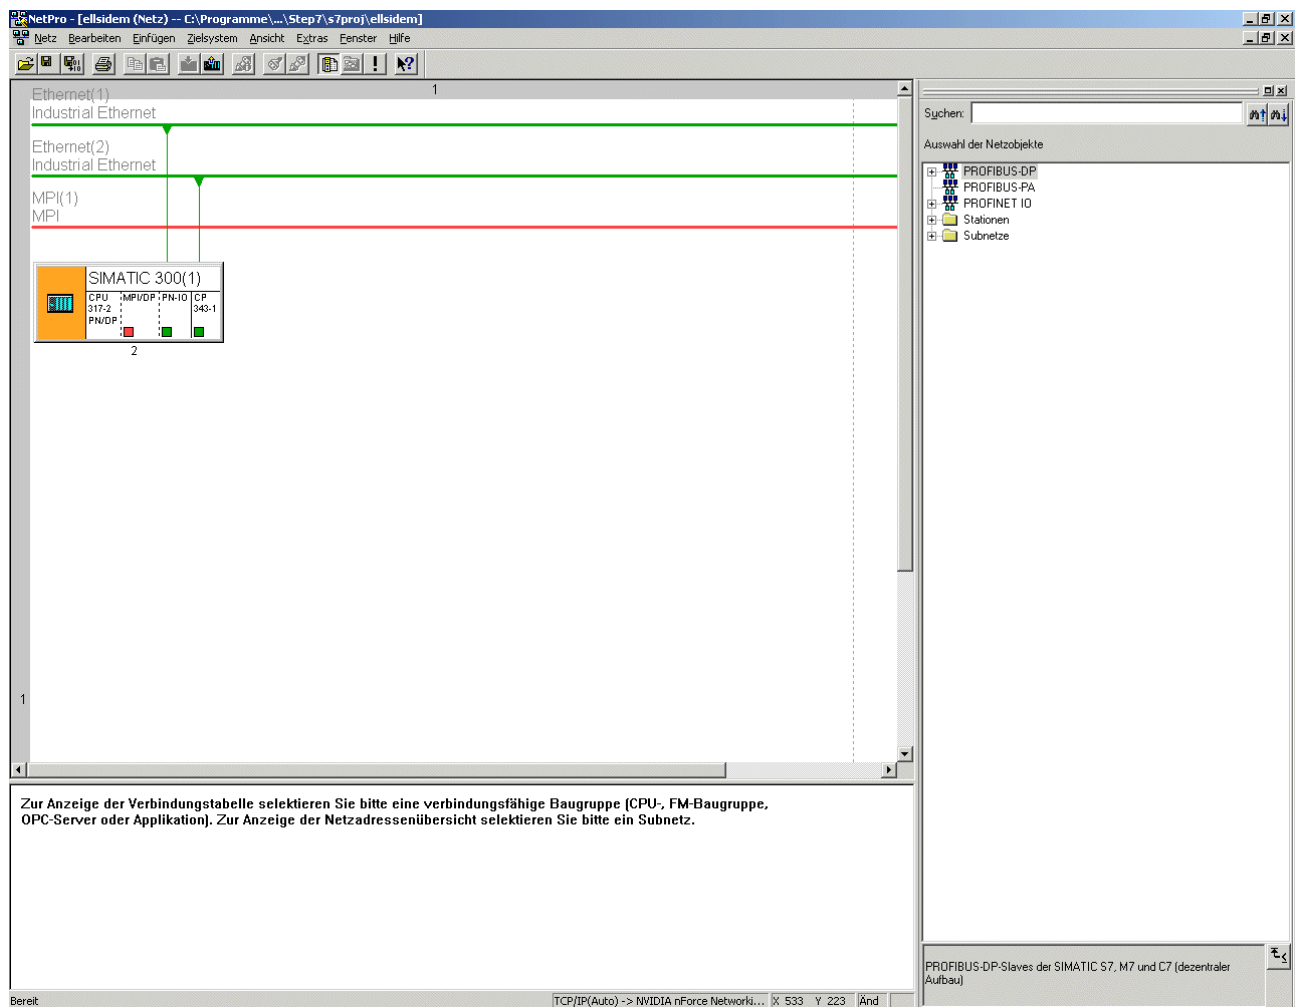 NetPro - [ellsidem (Netz) -- C:\Programme\...\Step7\s7proj\ellsidem]
Netz Bearbeiten Einfügen Zielsystem Ansicht Extras Fenster Hilfe
1
Ethernet(1)
Industrial Ethernet
Ethernet(2)
Industrial Ethernet
MPI(1)
MPI
SIMATIC 300(1)
CPU MPI/DP PN-IO CP
317-2 343-1
PN/DP
2
1
Suchen:
Auswahl der Netzobjekte
PROFIBUS-DP
PROFIBUS-PA
PROFINET IO
Stationen
Subnetze
Zur Anzeige der Verbindungstabelle selektieren Sie bitte eine verbindungsfähige Baugruppe (CPU-, FM-Baugruppe,
OPC-Server oder Applikation). Zur Anzeige der Netzadressenübersicht selektieren Sie bitte ein Subnetz.
PROFIBUS-DP-Slaves der SIMATIC S7, M7 und C7 (dezentraler
Aufbau)
Bereit TCP/IP(Auto) -> NVIDIA nForce Networki... X 533 Y 223 Änd